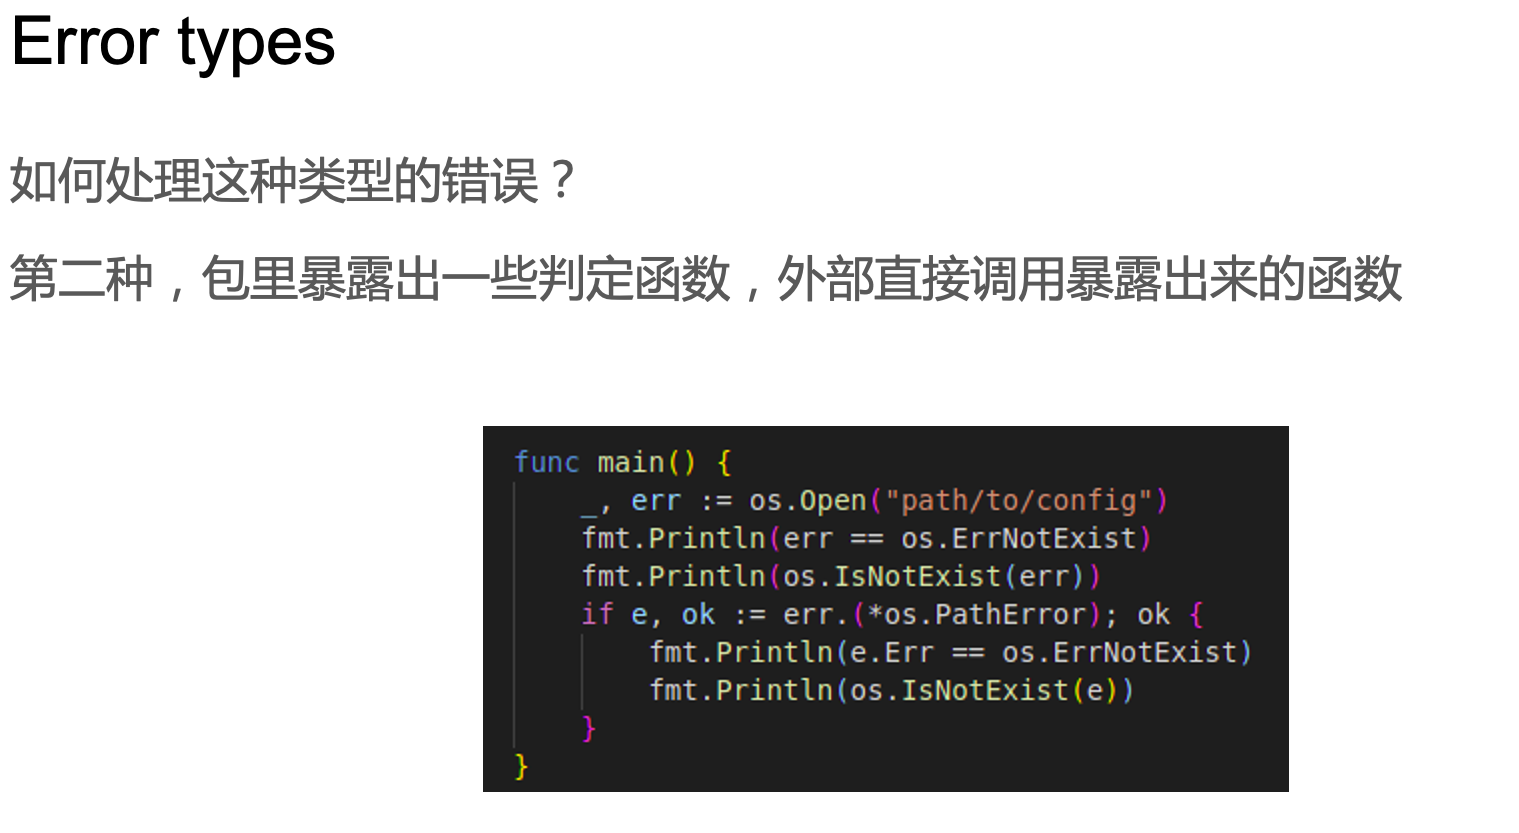 Error types
如何处理这种类型的错误？
第二种，包里暴露出一些判定函数，外部直接调用暴露出来的函数
func main() {
    _, err := os.Open("path/to/config")
    fmt.Println(err == os.ErrNotExist)
    fmt.Println(os.IsNotExist(err))
    if e, ok := err.(*os.PathError); ok {
        fmt.Println(e.Err == os.ErrNotExist)
        fmt.Println(os.IsNotExist(e))
    }
}